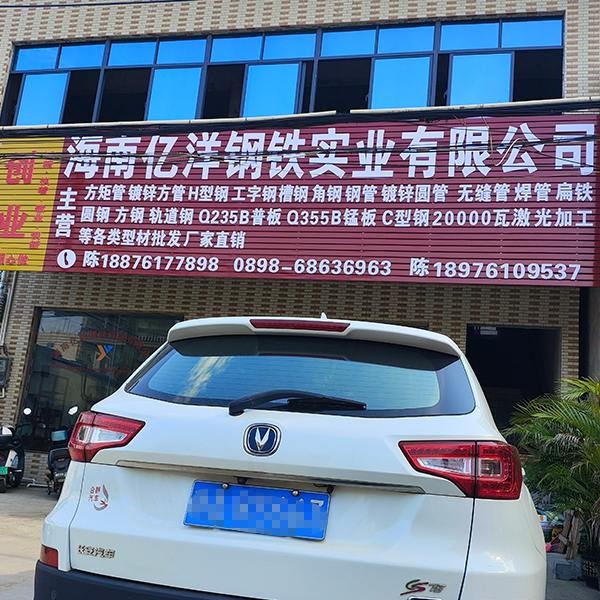 海南亿洋钢铁实业有限公司
创业
主营
方矩管 镀锌方管 H型钢 工字钢 槽钢 角钢 钢管 镀锌圆管 无缝管 焊管 扁铁
圆钢 方钢 轨道钢 Q235B普板 Q355B锰板 C型钢 20000瓦激光加工
等各类型材批发厂家直销
陈18876177898 0898-68636963 陈18976109537
合群汽车
长安汽车
CS75